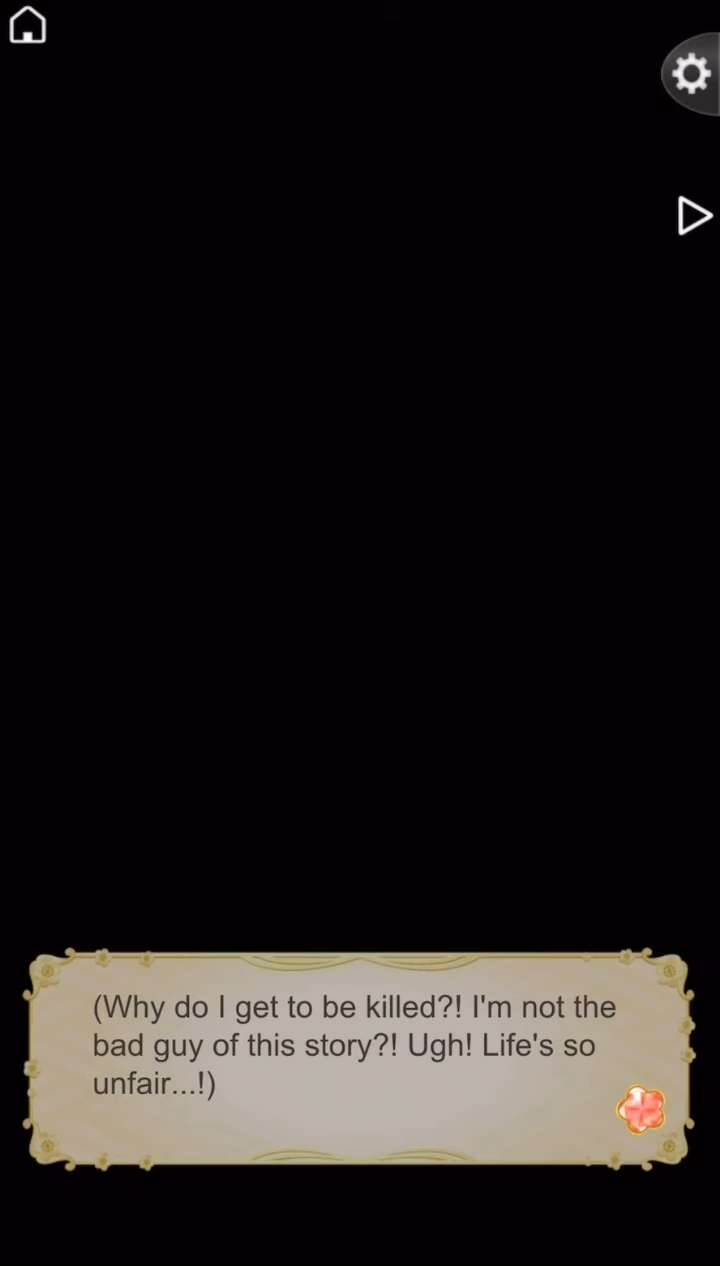 (Why do I get to be killed?! I'm not the
bad guy of this story?! Ugh! Life's so
unfair...!)